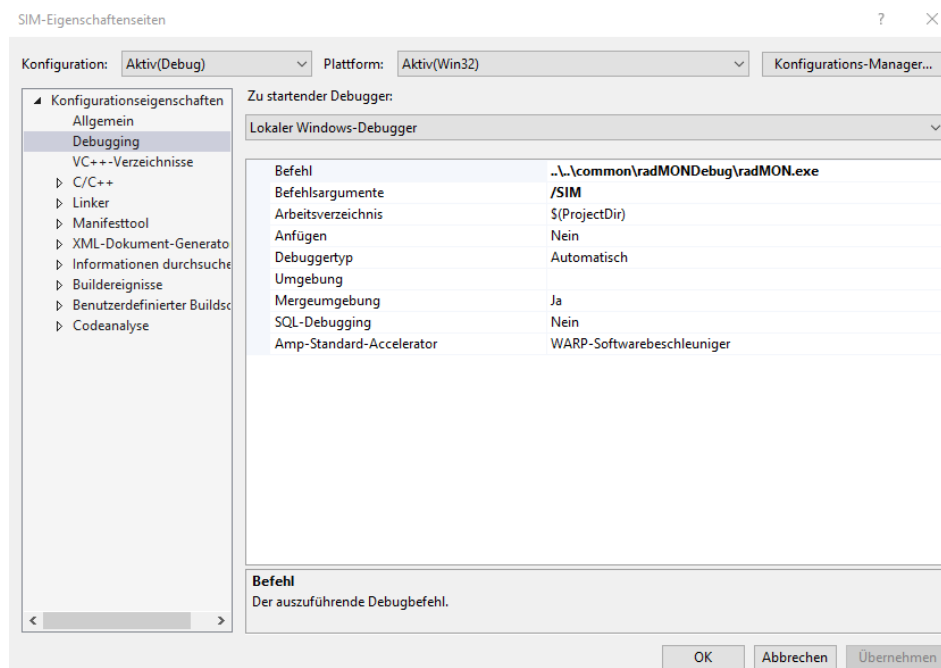 SIM-Eigenschaftenseiten
Konfiguration: Aktiv(Debug) Plattform: Aktiv(Win32) Konfigurations-Manager...
Konfigurationseigenschaften
Allgemein
Debugging
VC++-Verzeichnisse
C/C++
Linker
Manifesttool
XML-Dokument-Generato
Informationen durchsuche
Buildereignisse
Benutzerdefinierter Buildsc
Codeanalyse
Zu startender Debugger:
Lokaler Windows-Debugger
Befehl ..\..\common\radMONDebug\radMON.exe
Befehlsargumente /SIM
Arbeitsverzeichnis $(ProjectDir)
Anfügen Nein
Debuggertyp Automatisch
Umgebung
Mergeumgebung Ja
SQL-Debugging Nein
Amp-Standard-Accelerator WARP-Softwarebeschleuniger
Befehl
Der auszuführende Debugbefehl.
OK Abbrechen Übernehmen